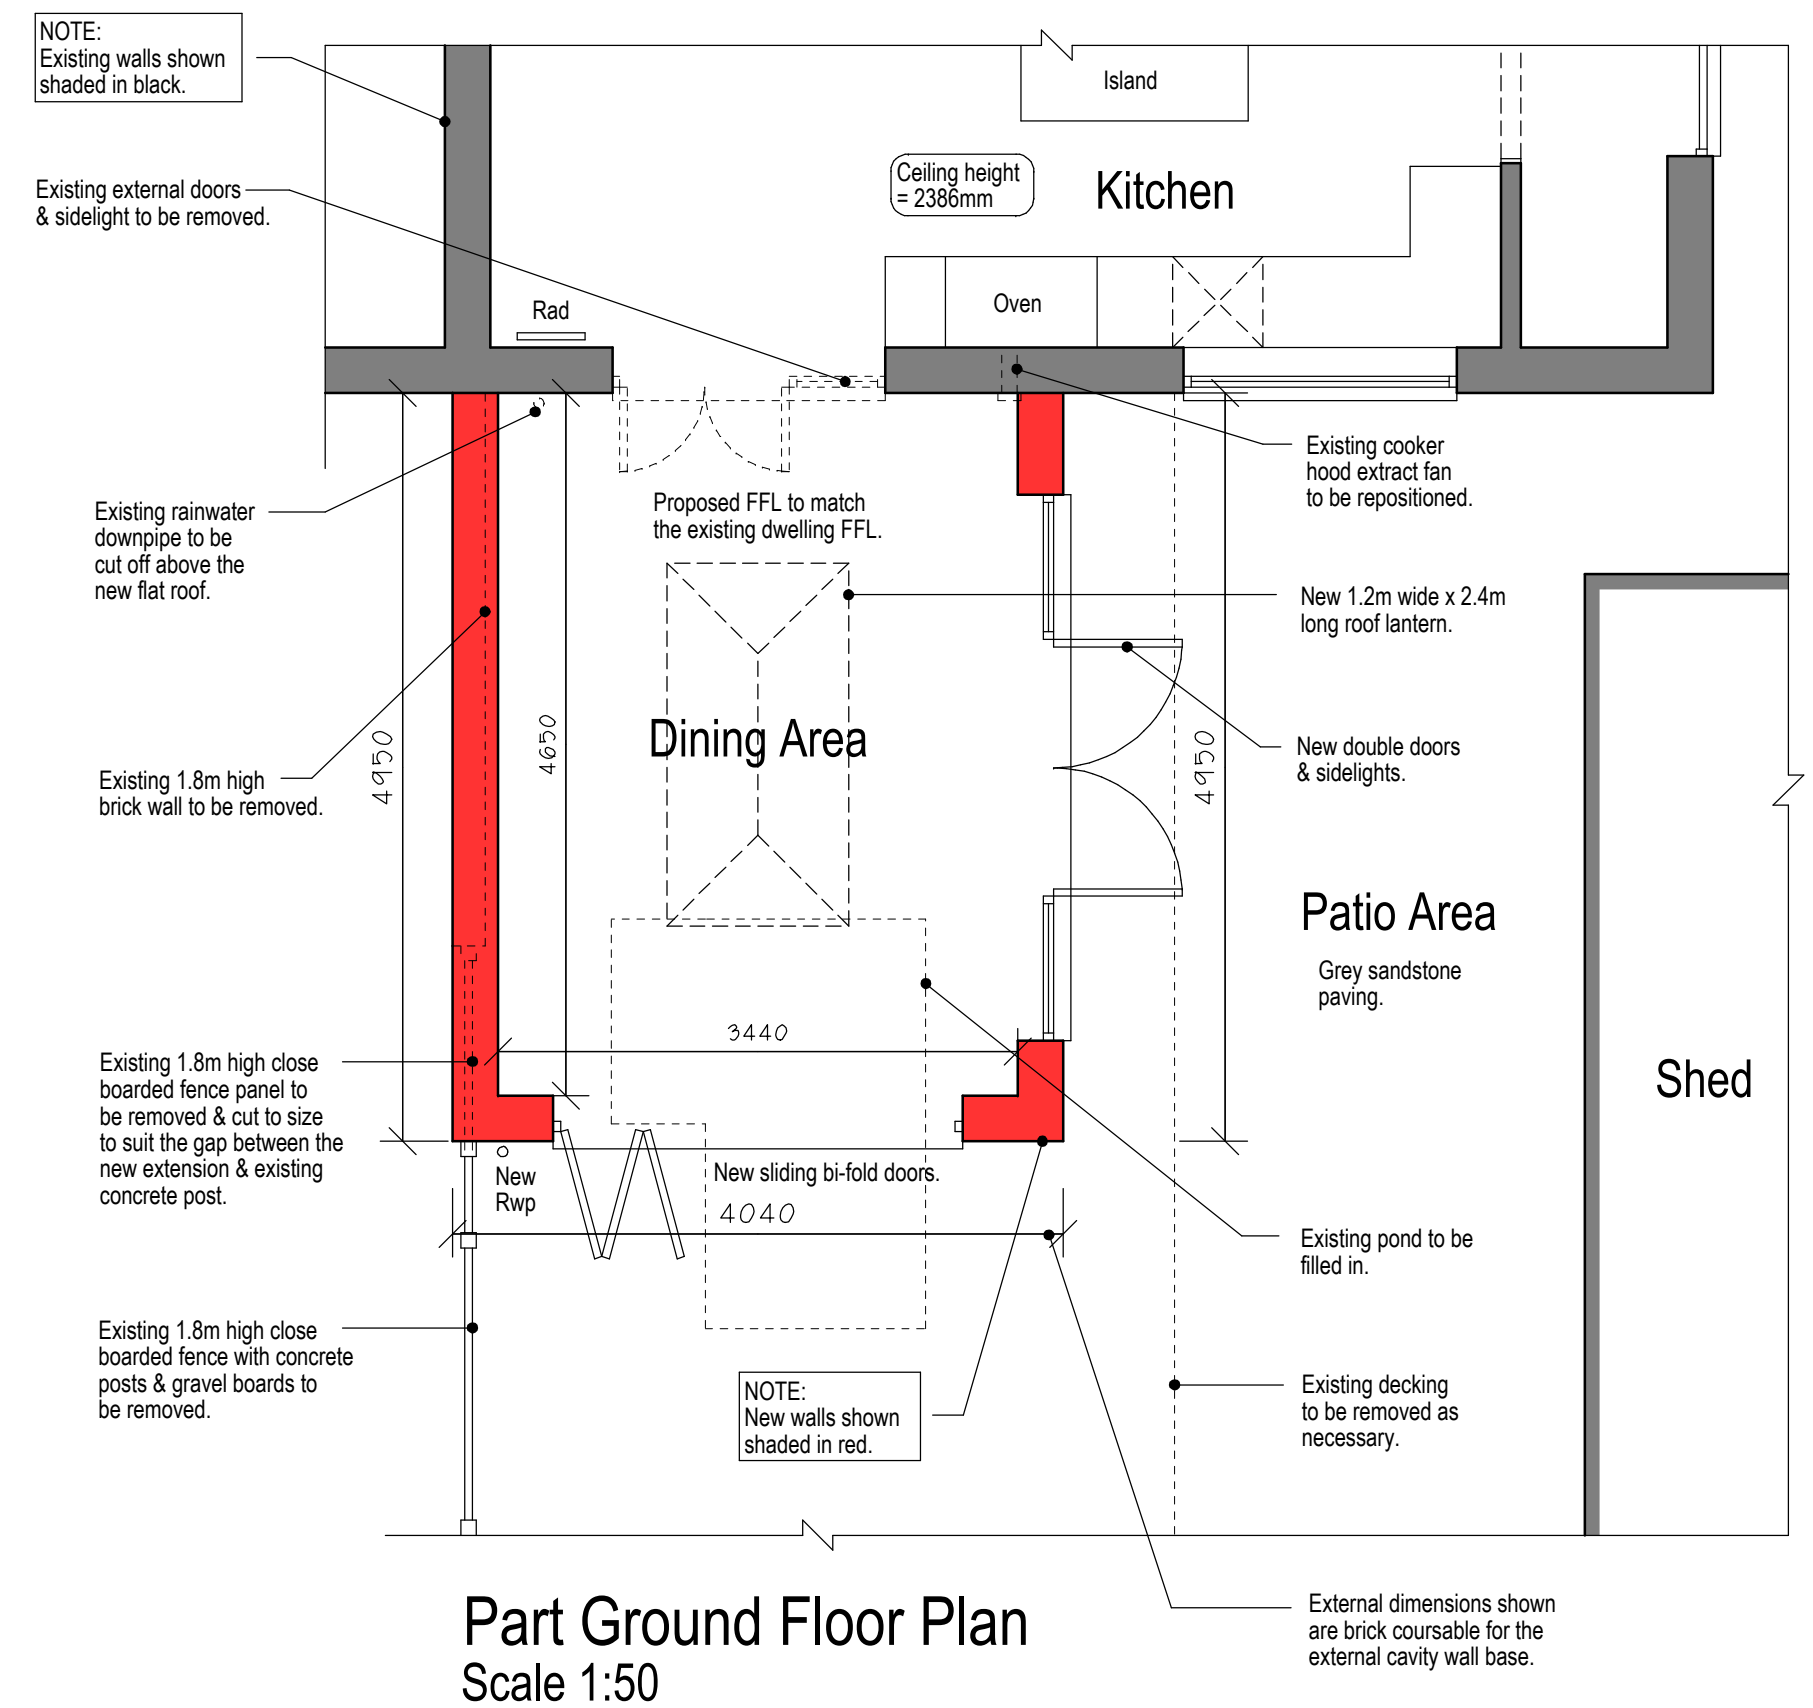 NOTE:
Existing walls shown
shaded in black.
Island
Ceiling height
= 2386mm
Kitchen
Existing external doors
& sidelight to be removed.
Rad
Oven
Existing cooker
hood extract fan
to be repositioned.
Existing rainwater
downpipe to be
cut off above the
new flat roof.
Proposed FFL to match
the existing dwelling FFL.
New 1.2m wide x 2.4m
long roof lantern.
4950
4650
Dining Area
4950
New double doors
& sidelights.
Existing 1.8m high
brick wall to be removed.
Patio Area
Grey sandstone
paving.
3440
Existing 1.8m high close
boarded fence panel to
be removed & cut to size
to suit the gap between the
new extension & existing
concrete post.
Shed
New
Rwp
New sliding bi-fold doors.
4040
Existing pond to be
filled in.
Existing 1.8m high close
boarded fence with concrete
posts & gravel boards to
be removed.
NOTE:
New walls shown
shaded in red.
Existing decking
to be removed as
necessary.
Part Ground Floor Plan
Scale 1:50
External dimensions shown
are brick coursable for the
external cavity wall base.